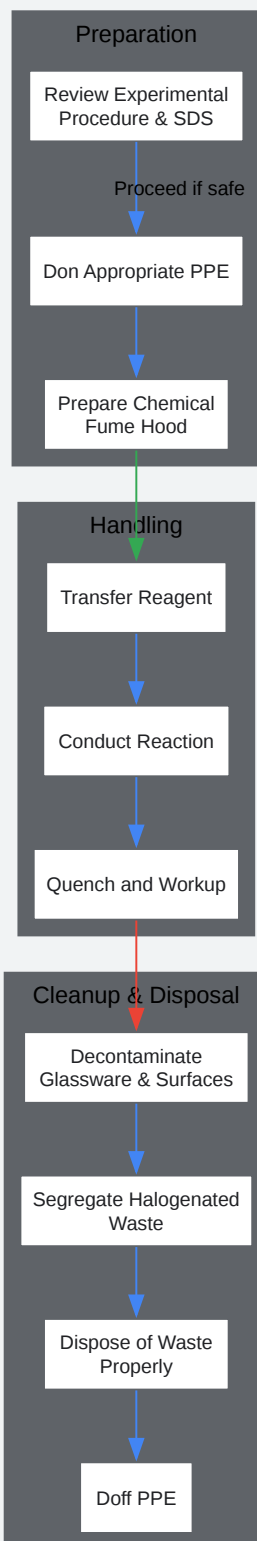 Preparation
Review Experimental
Procedure & SDS
Proceed if safe
Don Appropriate PPE
Prepare Chemical
Fume Hood
Handling
Transfer Reagent
Conduct Reaction
Quench and Workup
Cleanup & Disposal
Decontaminate
Glassware & Surfaces
Segregate Halogenated
Waste
Dispose of Waste
Properly
Doff PPE